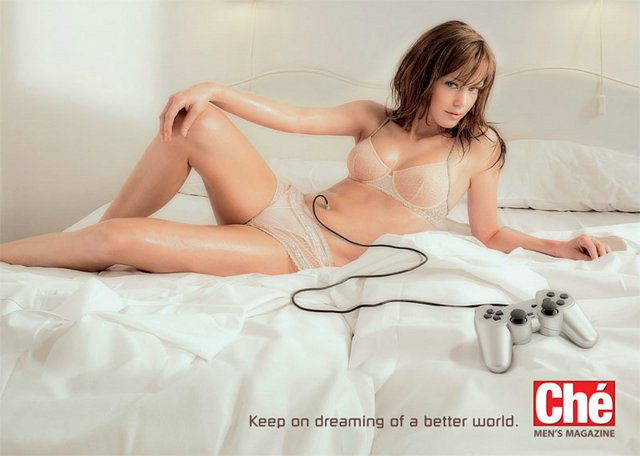 Keep on dreaming of a better world.
Ché
MEN'S MAGAZINE